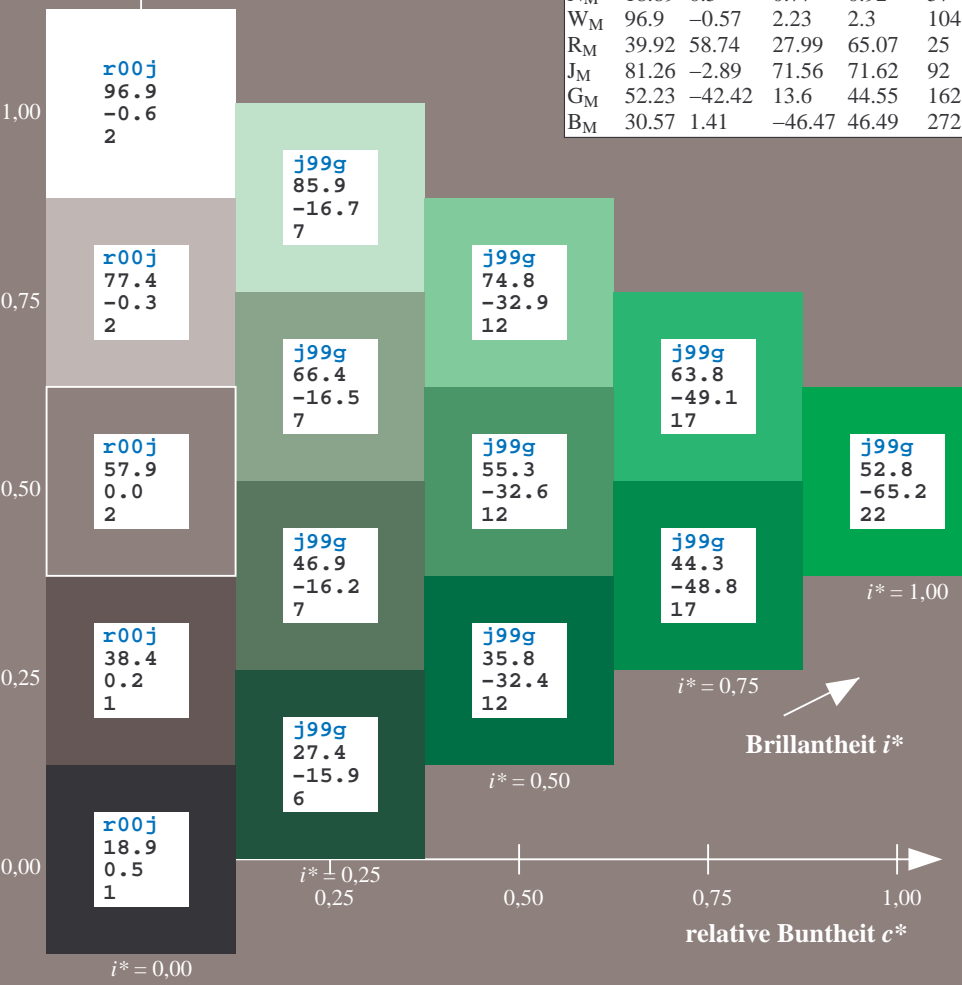 W_M 96.9 −0.57 2.23 2.3 104
R_M 39.92 58.74 27.99 65.07 25
J_M 81.26 −2.89 71.56 71.62 92
G_M 52.23 −42.42 13.6 44.55 162
B_M 30.57 1.41 −46.47 46.49 272
1,00
0,75
0,50
0,25
0,00
r00j
96.9
-0.6
2
r00j
77.4
-0.3
2
r00j
57.9
0.0
2
r00j
38.4
0.2
1
r00j
18.9
0.5
1
i* = 0,00
j99g
85.9
-16.7
7
j99g
66.4
-16.5
7
j99g
46.9
-16.2
7
j99g
27.4
-15.9
6
i* = 0,25
j99g
74.8
-32.9
12
j99g
55.3
-32.6
12
j99g
35.8
-32.4
12
i* = 0,50
j99g
63.8
-49.1
17
j99g
44.3
-48.8
17
i* = 0,75
j99g
52.8
-65.2
22
i* = 1,00
Brillantheit i*
0,25 0,50 0,75 1,00
relative Buntheit c*